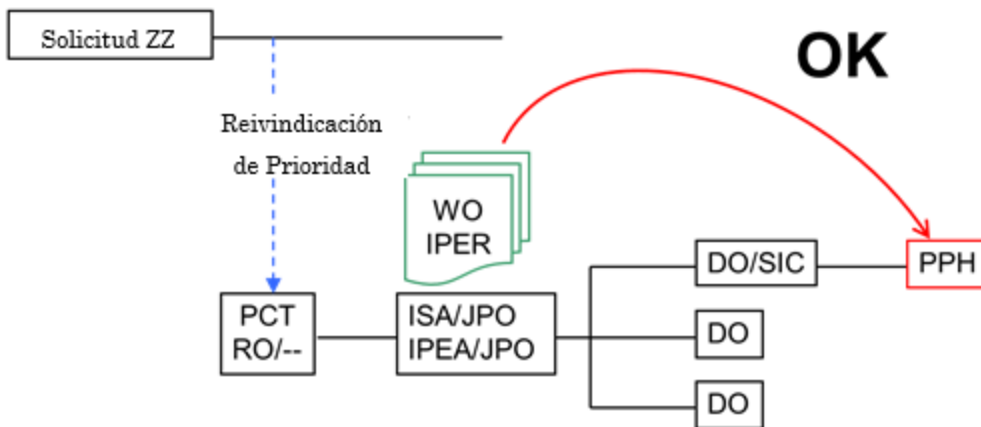 Solicitud ZZ
OK
Reivindicación
de Prioridad
WO
IPER
DO/SIC
PPH
PCT
RO/--
ISA/JPO
IPEA/JPO
DO
DO